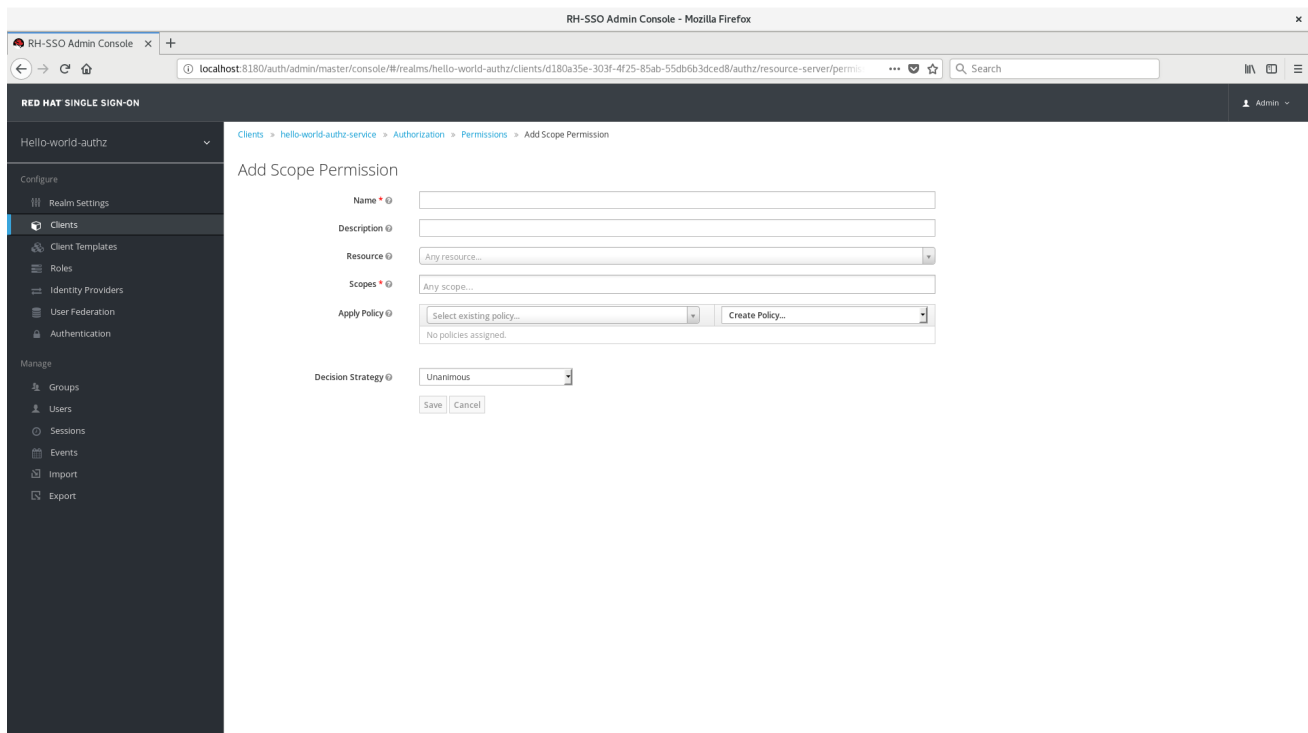 RH-SSO Admin Console - Mozilla Firefox
RH-SSO Admin Console
localhost:8180/auth/admin/master/console/#/realms/hello-world-authz/clients/d180a35e-303f-4f25-85ab-55db6b3dced8/authz/resource-server/permis
Search
RED HAT SINGLE SIGN-ON
Admin
Hello-world-authz
Configure
Realm Settings
Clients
Client Templates
Roles
Identity Providers
User Federation
Authentication
Manage
Groups
Users
Sessions
Events
Import
Export
Clients » hello-world-authz-service » Authorization » Permissions » Add Scope Permission
Add Scope Permission
Name *
Description
Resource
Any resource...
Scopes *
Any scope...
Apply Policy
Select existing policy...
Create Policy...
No policies assigned.
Decision Strategy
Unanimous
Save
Cancel